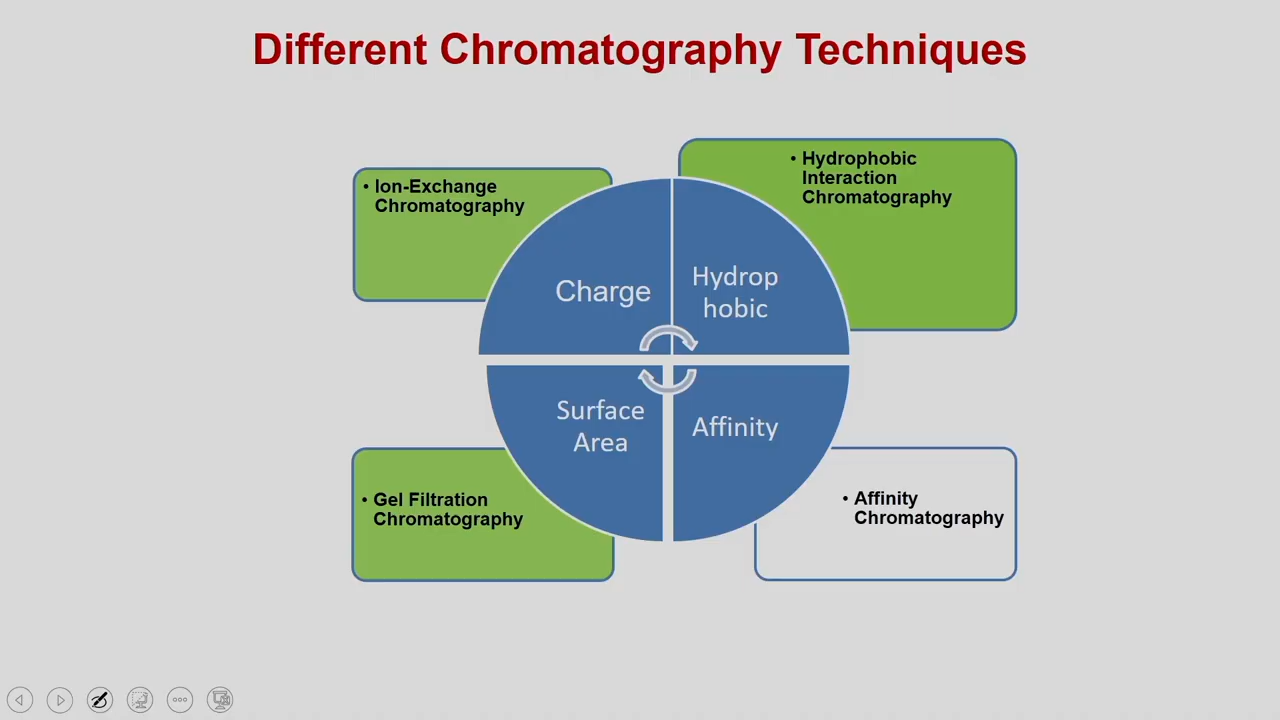 Different Chromatography Techniques
• Ion-Exchange
Chromatography
• Hydrophobic
Interaction
Chromatography
Charge
Hydrop
hobic
Surface
Area
Affinity
• Gel Filtration
Chromatography
• Affinity
Chromatography